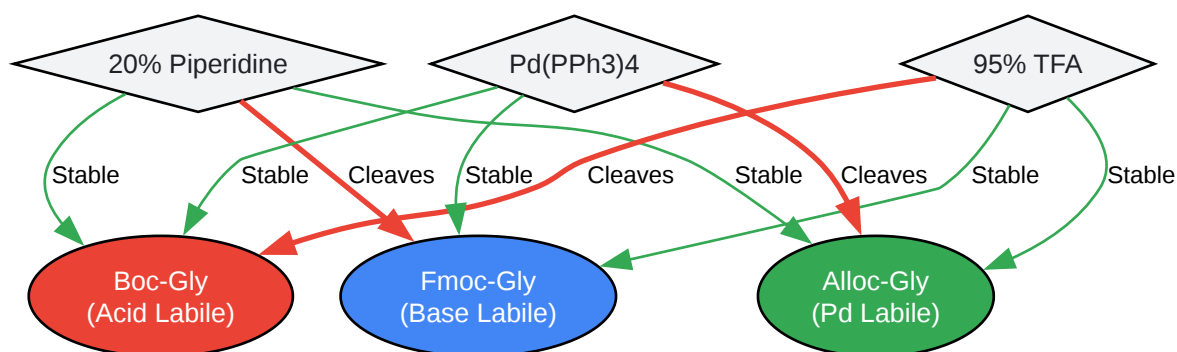 20% Piperidine
Pd(PPh3)4
95% TFA
Stable
Stable
Cleaves
Stable
Cleaves
Stable
Cleaves
Stable
Stable
Boc-Gly
(Acid Labile)
Fmoc-Gly
(Base Labile)
Alloc-Gly
(Pd Labile)